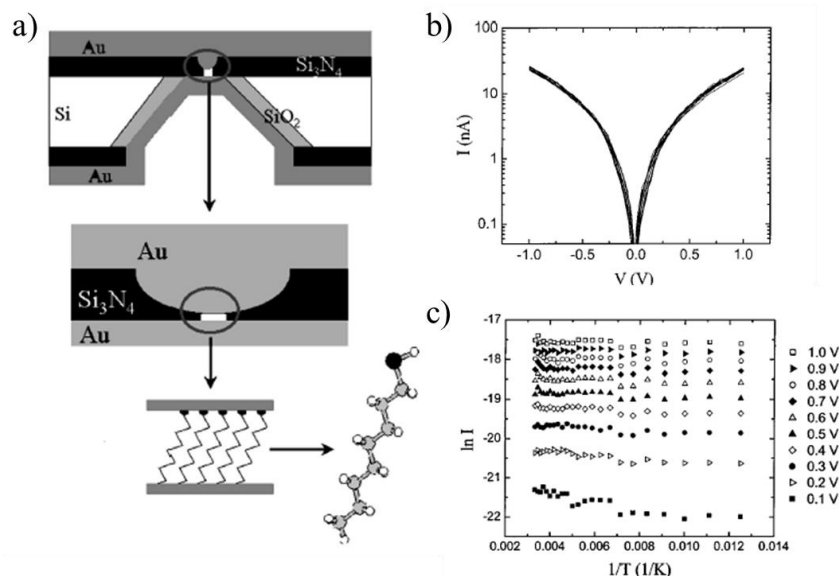 a)
Au
Si₃N₄
Si
SiO₂
Au
Au
Si₃N₄
Au
b)
100
10
1
0.1
I (nA)
-1.0 -0.5 0.0 0.5 1.0
V (V)
c)
-17
-18
-19
-20
-21
-22
ln I
0.002 0.004 0.006 0.008 0.010 0.012 0.014
1/T (1/K)
1.0 V
0.9 V
0.8 V
0.7 V
0.6 V
0.5 V
0.4 V
0.3 V
0.2 V
0.1 V